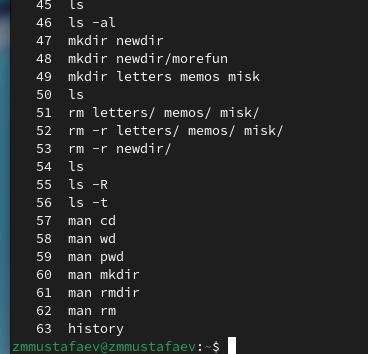 45 ls
46 ls -al
47 mkdir newdir
48 mkdir newdir/morefun
49 mkdir letters memos misk
50 ls
51 rm letters/ memos/ misk/
52 rm -r letters/ memos/ misk/
53 rm -r newdir/
54 ls
55 ls -R
56 ls -t
57 man cd
58 man wd
59 man pwd
60 man mkdir
61 man rmdir
62 man rm
63 history
zmmustafaev@zmmustafaev:~$